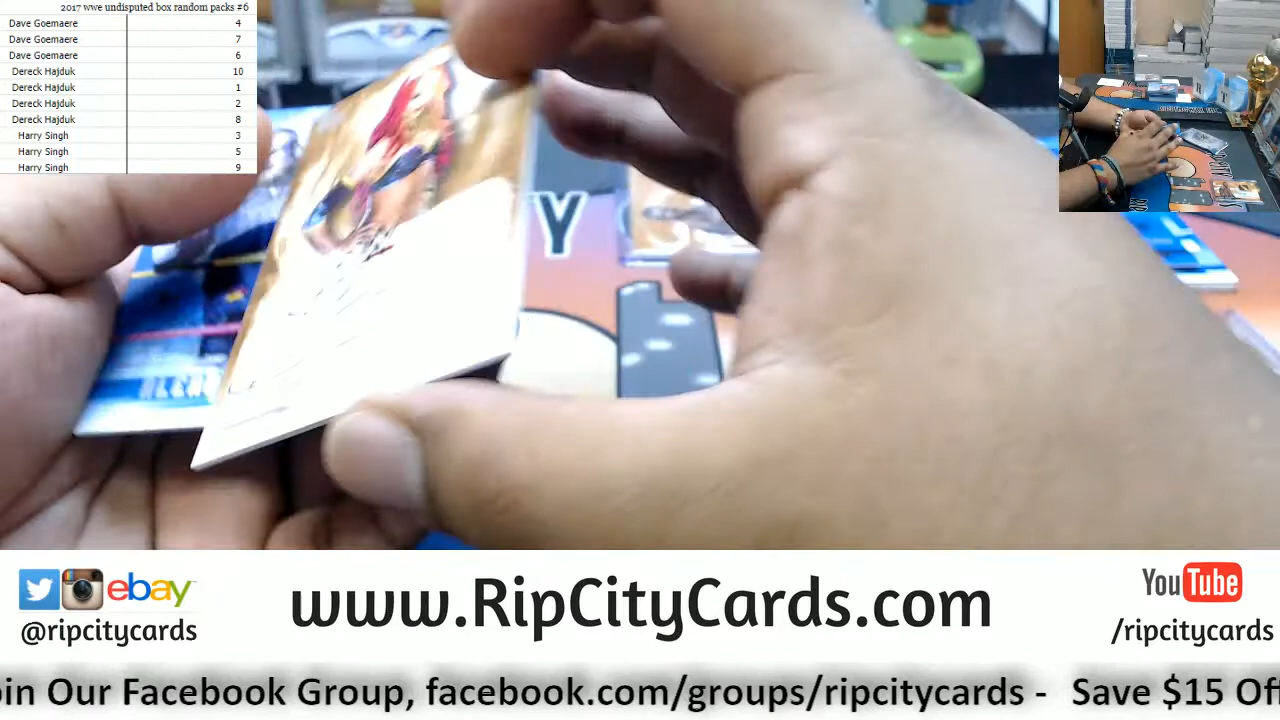 2017 wwe undisputed box random packs #6
Dave Goemaere 4
Dave Goemaere 7
Dave Goemaere 6
Dereck Hajduk 10
Dereck Hajduk 1
Dereck Hajduk 2
Dereck Hajduk 8
Harry Singh 3
Harry Singh 5
Harry Singh 9
TY
ebay
@ripcitycards
www.RipCityCards.com
YouTube
/ripcitycards
oin Our Facebook Group, facebook.com/groups/ripcitycards - Save $15 Off